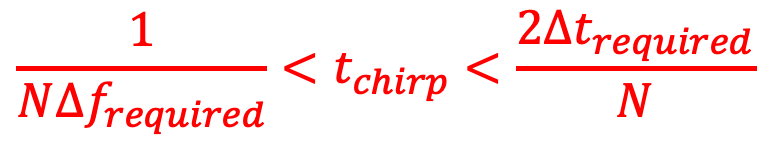 1/(NΔf_required) < t_chirp < 2Δt_required/N